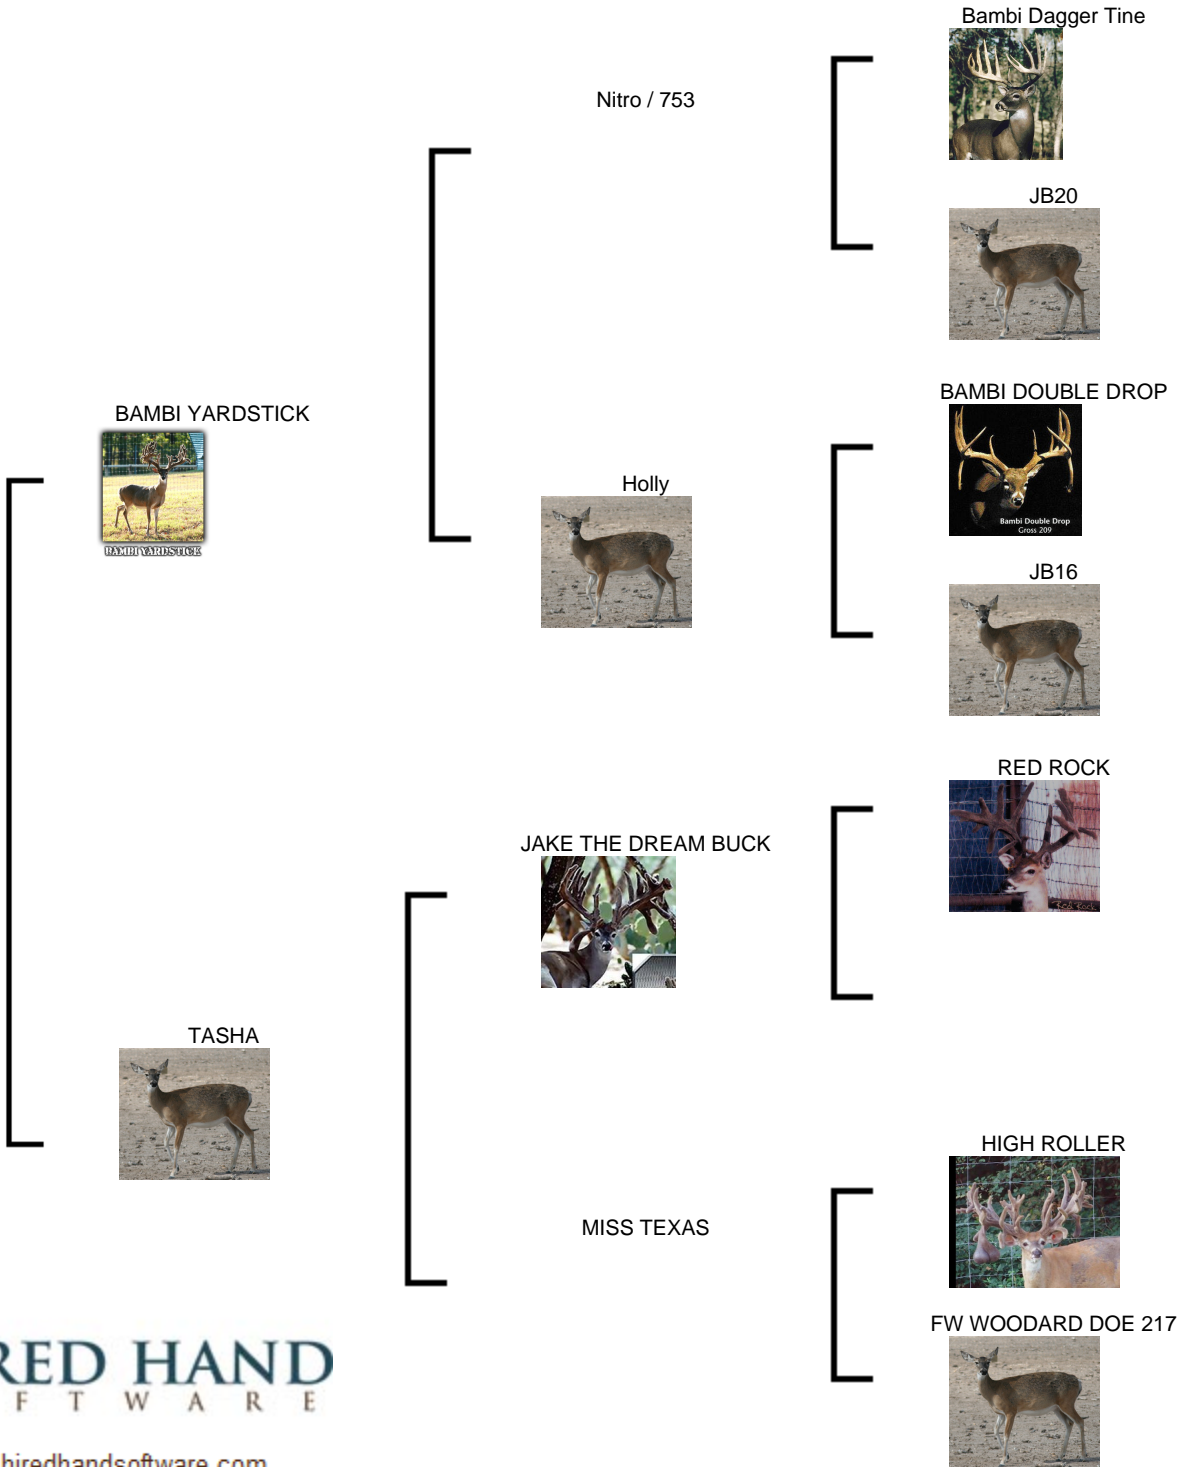 Bambi Dagger Tine
Nitro / 753
JB20
BAMBI DOUBLE DROP
BAMBI YARDSTICK
BAMBI YARDSTICK
Holly
Bambi Double Drop
Gross 209
JB16
RED ROCK
Red Rock
JAKE THE DREAM BUCK
TASHA
HIGH ROLLER
MISS TEXAS
FW WOODARD DOE 217
RED HAND
F T W A R E
hiredhandsoftware.com